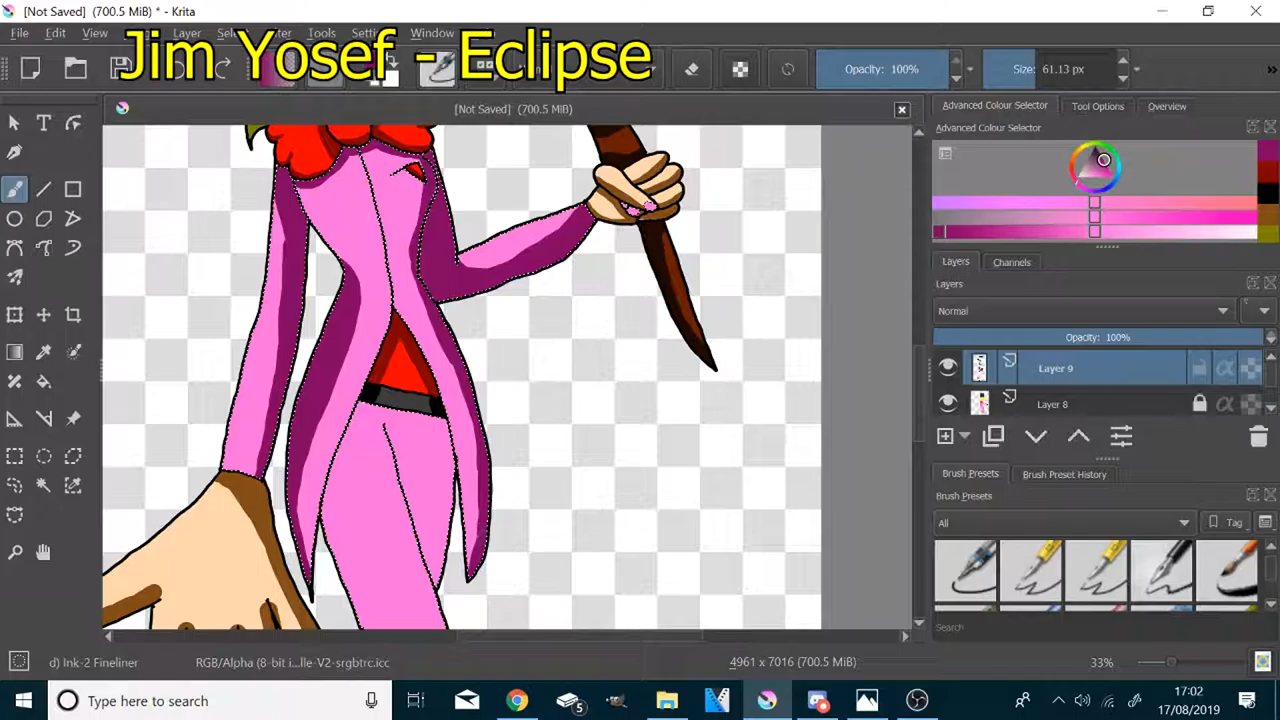 [Not Saved] (700.5 MiB) * - Krita
File Edit View Layer Select Tools Settings Window
Jim Yosef - Eclipse
Opacity: 100%
Size: 61.13 px
[Not Saved] (700.5 MiB)
Advanced Colour Selector Tool Options Overview
Advanced Colour Selector
Layers Channels
Layers
Normal
Opacity: 100%
Layer 9
Layer 8
Brush Presets Brush Preset History
Brush Presets
All
Tag
Search
d) Ink-2 Fineliner
RGB/Alpha (8-bit i...lle-V2-srgbtrc.icc
4961 x 7016 (700.5 MiB)
33%
Type here to search
5
17:02
17/08/2019